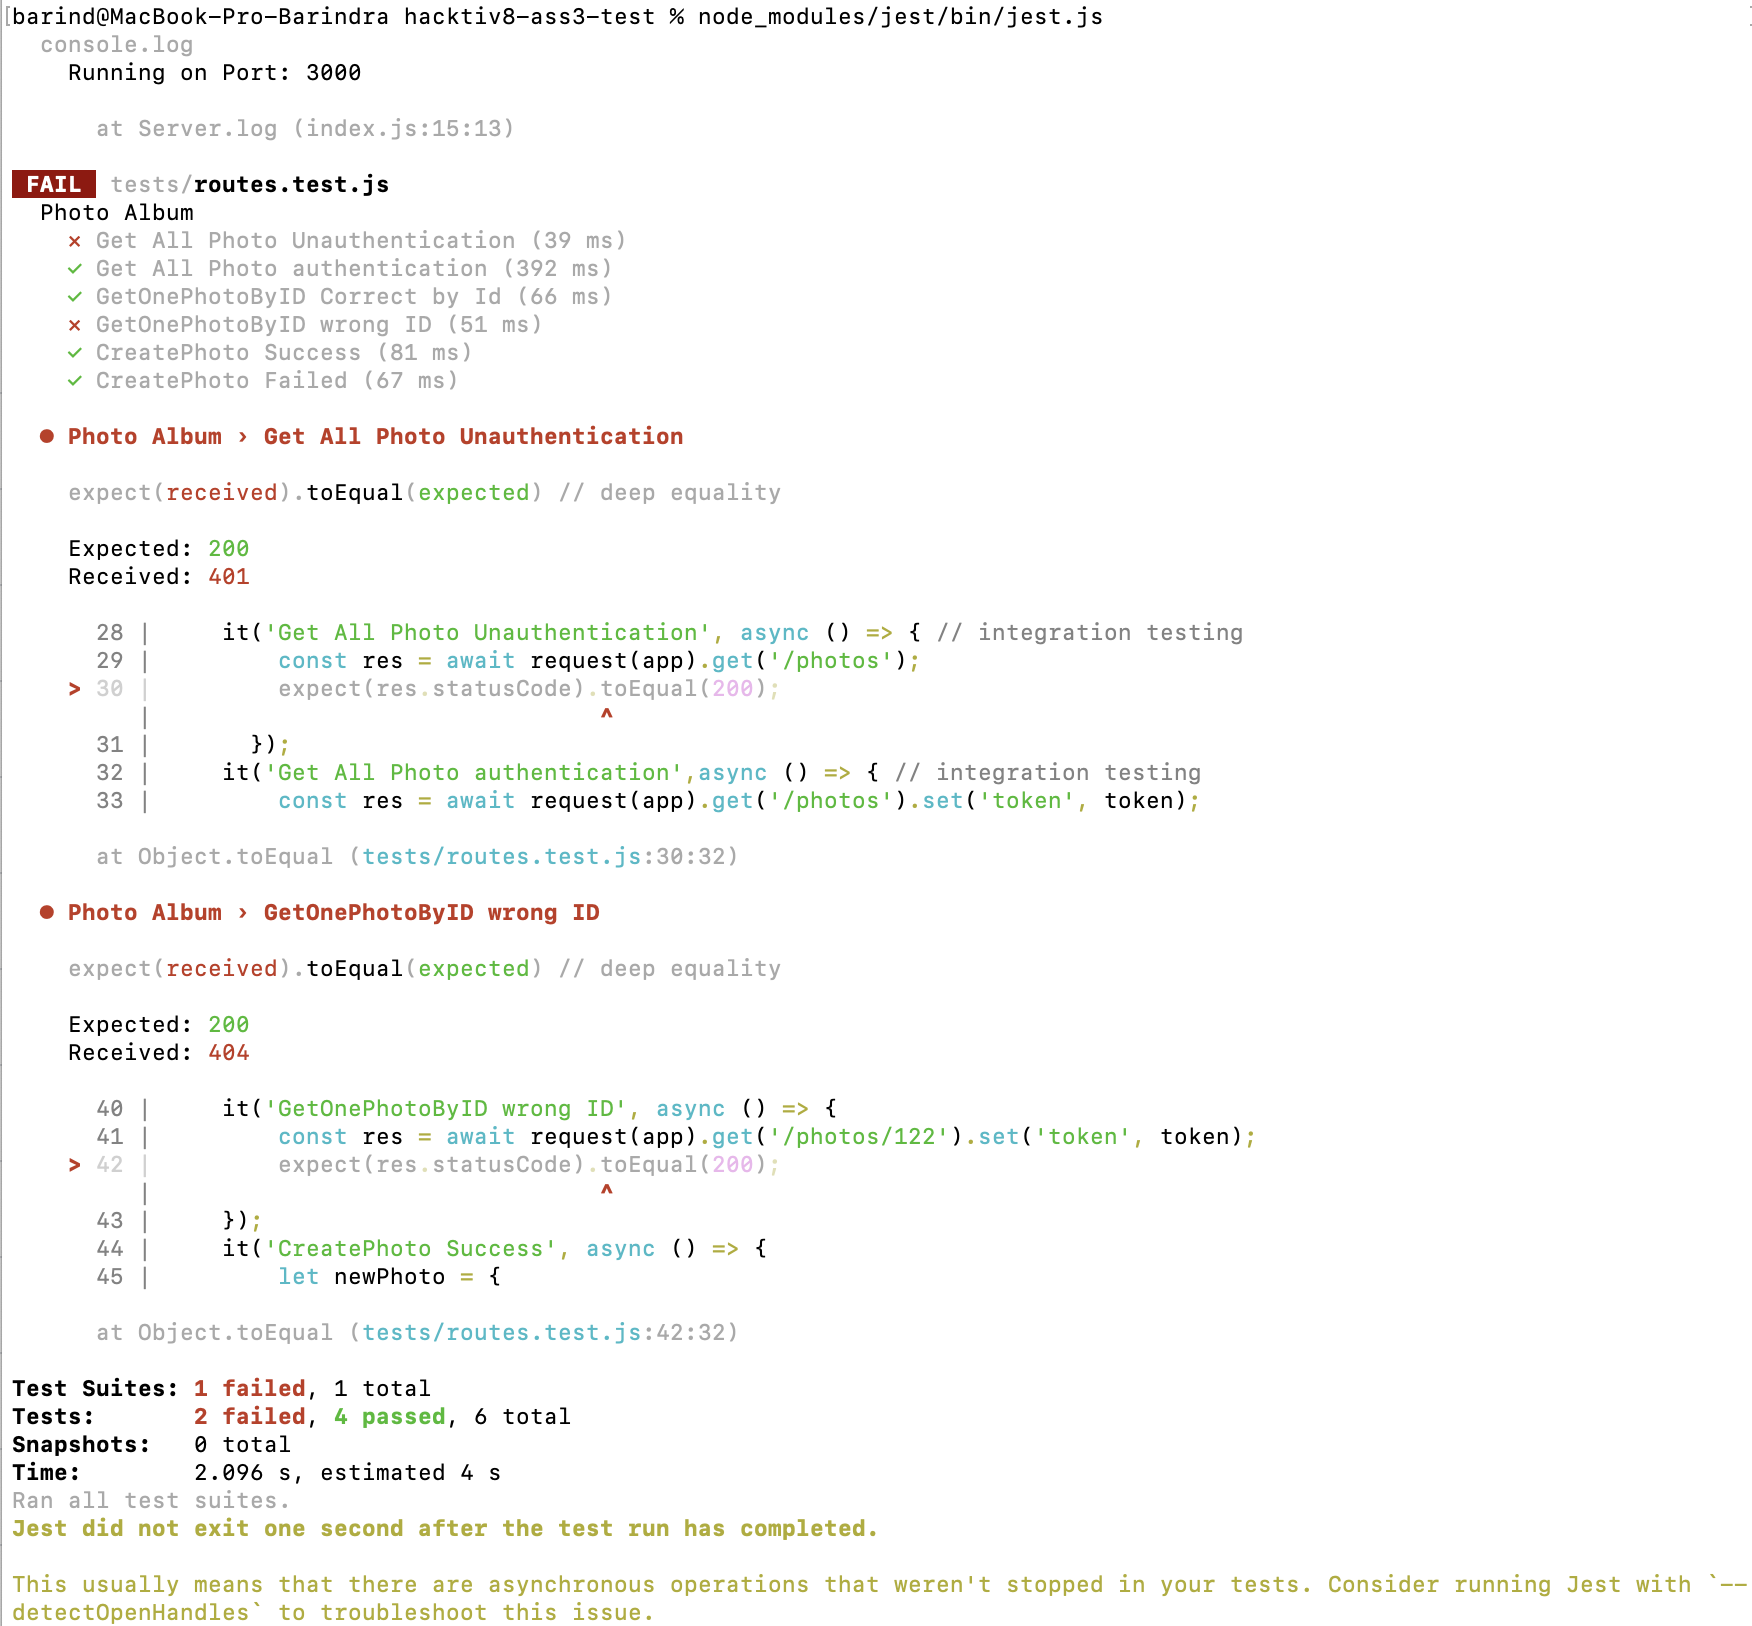 [barind@MacBook-Pro-Barindra hacktiv8-ass3-test % node_modules/jest/bin/jest.js ]
console.log
Running on Port: 3000
at Server.log (index.js:15:13)
FAIL tests/routes.test.js
Photo Album
✕ Get All Photo Unauthentication (39 ms)
✓ Get All Photo authentication (392 ms)
✓ GetOnePhotoByID Correct by Id (66 ms)
✕ GetOnePhotoByID wrong ID (51 ms)
✓ CreatePhoto Success (81 ms)
✓ CreatePhoto Failed (67 ms)
● Photo Album › Get All Photo Unauthentication
expect(received).toEqual(expected) // deep equality
Expected: 200
Received: 401
28 | it('Get All Photo Unauthentication', async () => { // integration testing
29 | const res = await request(app).get('/photos');
> 30 | expect(res.statusCode).toEqual(200);
| ^
31 | });
32 | it('Get All Photo authentication',async () => { // integration testing
33 | const res = await request(app).get('/photos').set('token', token);
at Object.toEqual (tests/routes.test.js:30:32)
● Photo Album › GetOnePhotoByID wrong ID
expect(received).toEqual(expected) // deep equality
Expected: 200
Received: 404
40 | it('GetOnePhotoByID wrong ID', async () => {
41 | const res = await request(app).get('/photos/122').set('token', token);
> 42 | expect(res.statusCode).toEqual(200);
| ^
43 | });
44 | it('CreatePhoto Success', async () => {
45 | let newPhoto = {
at Object.toEqual (tests/routes.test.js:42:32)
Test Suites: 1 failed, 1 total
Tests: 2 failed, 4 passed, 6 total
Snapshots: 0 total
Time: 2.096 s, estimated 4 s
Ran all test suites.
Jest did not exit one second after the test run has completed.
This usually means that there are asynchronous operations that weren't stopped in your tests. Consider running Jest with `--
detectOpenHandles` to troubleshoot this issue.